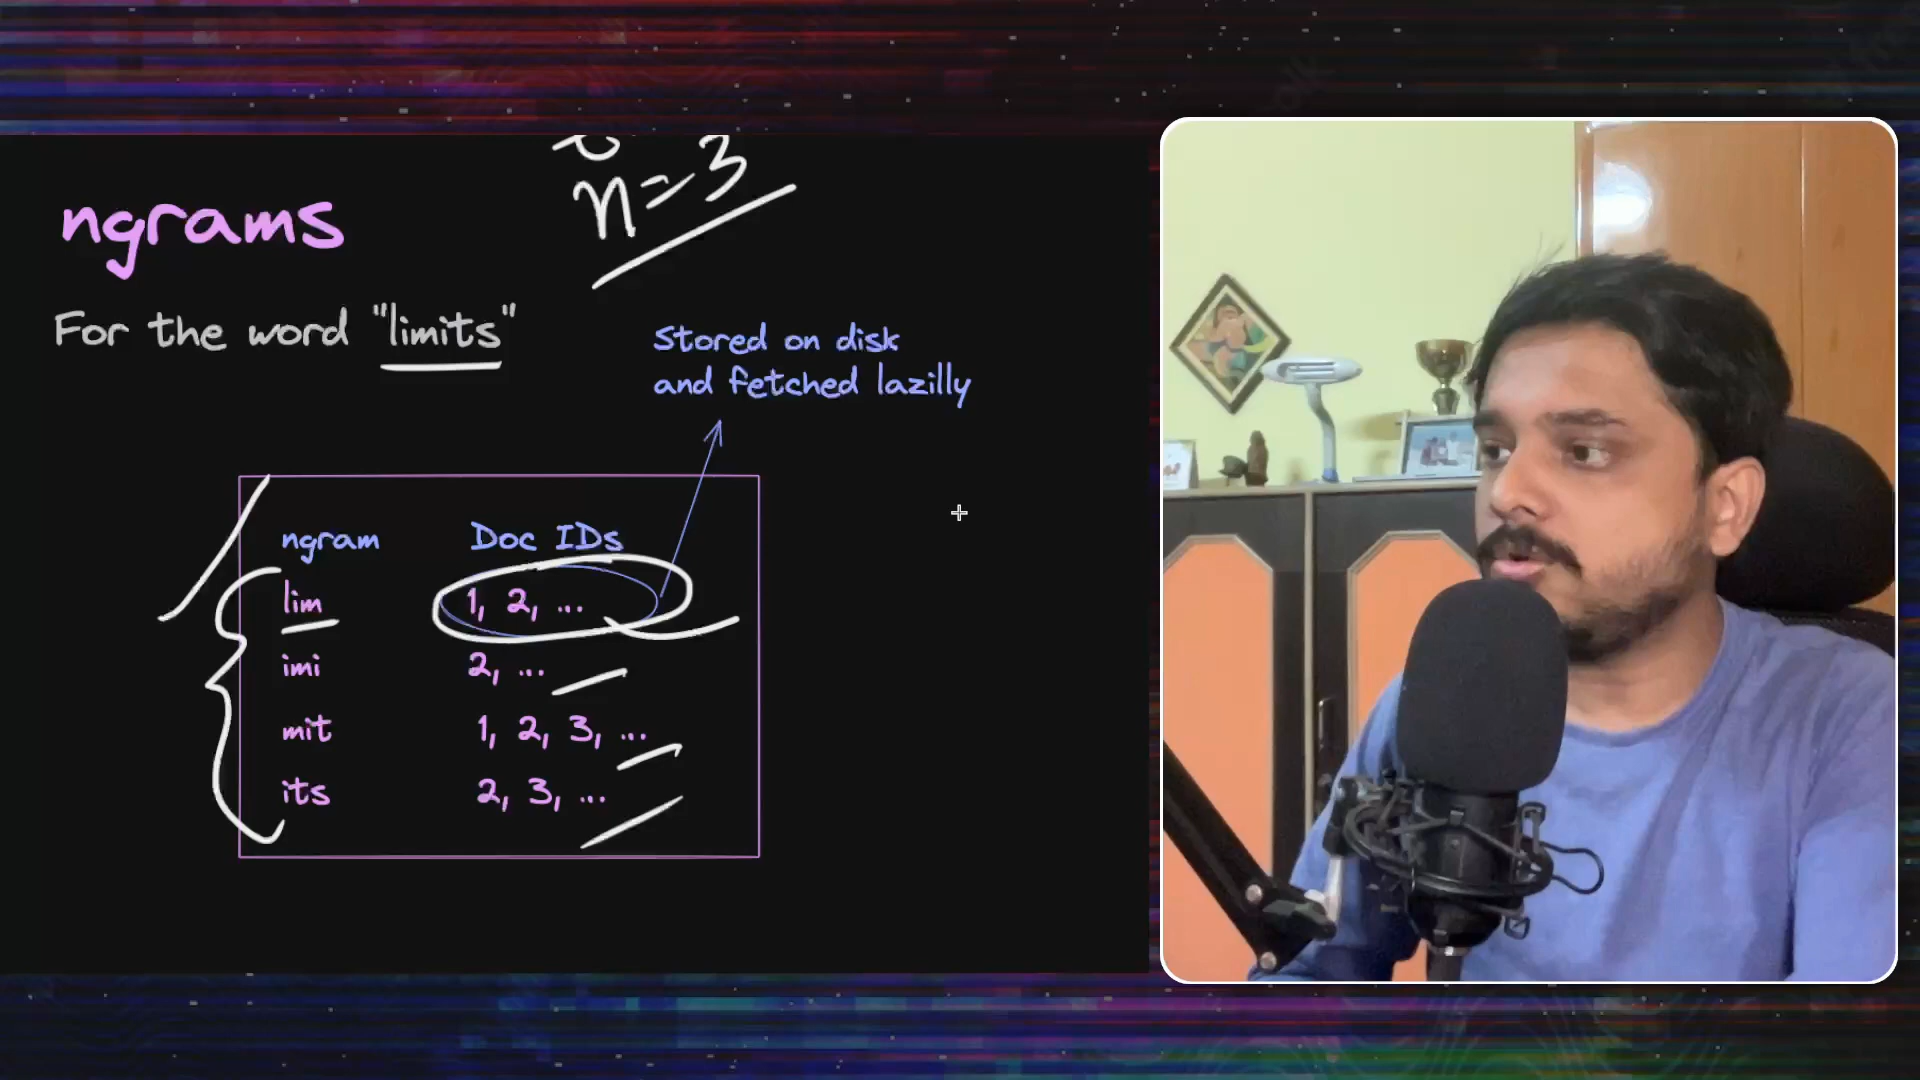 n=3
ngrams
For the word "limits"
Stored on disk
and fetched lazilly
ngram Doc IDs
lim 1, 2, ...
imi 2, ...
mit 1, 2, 3, ...
its 2, 3, ...